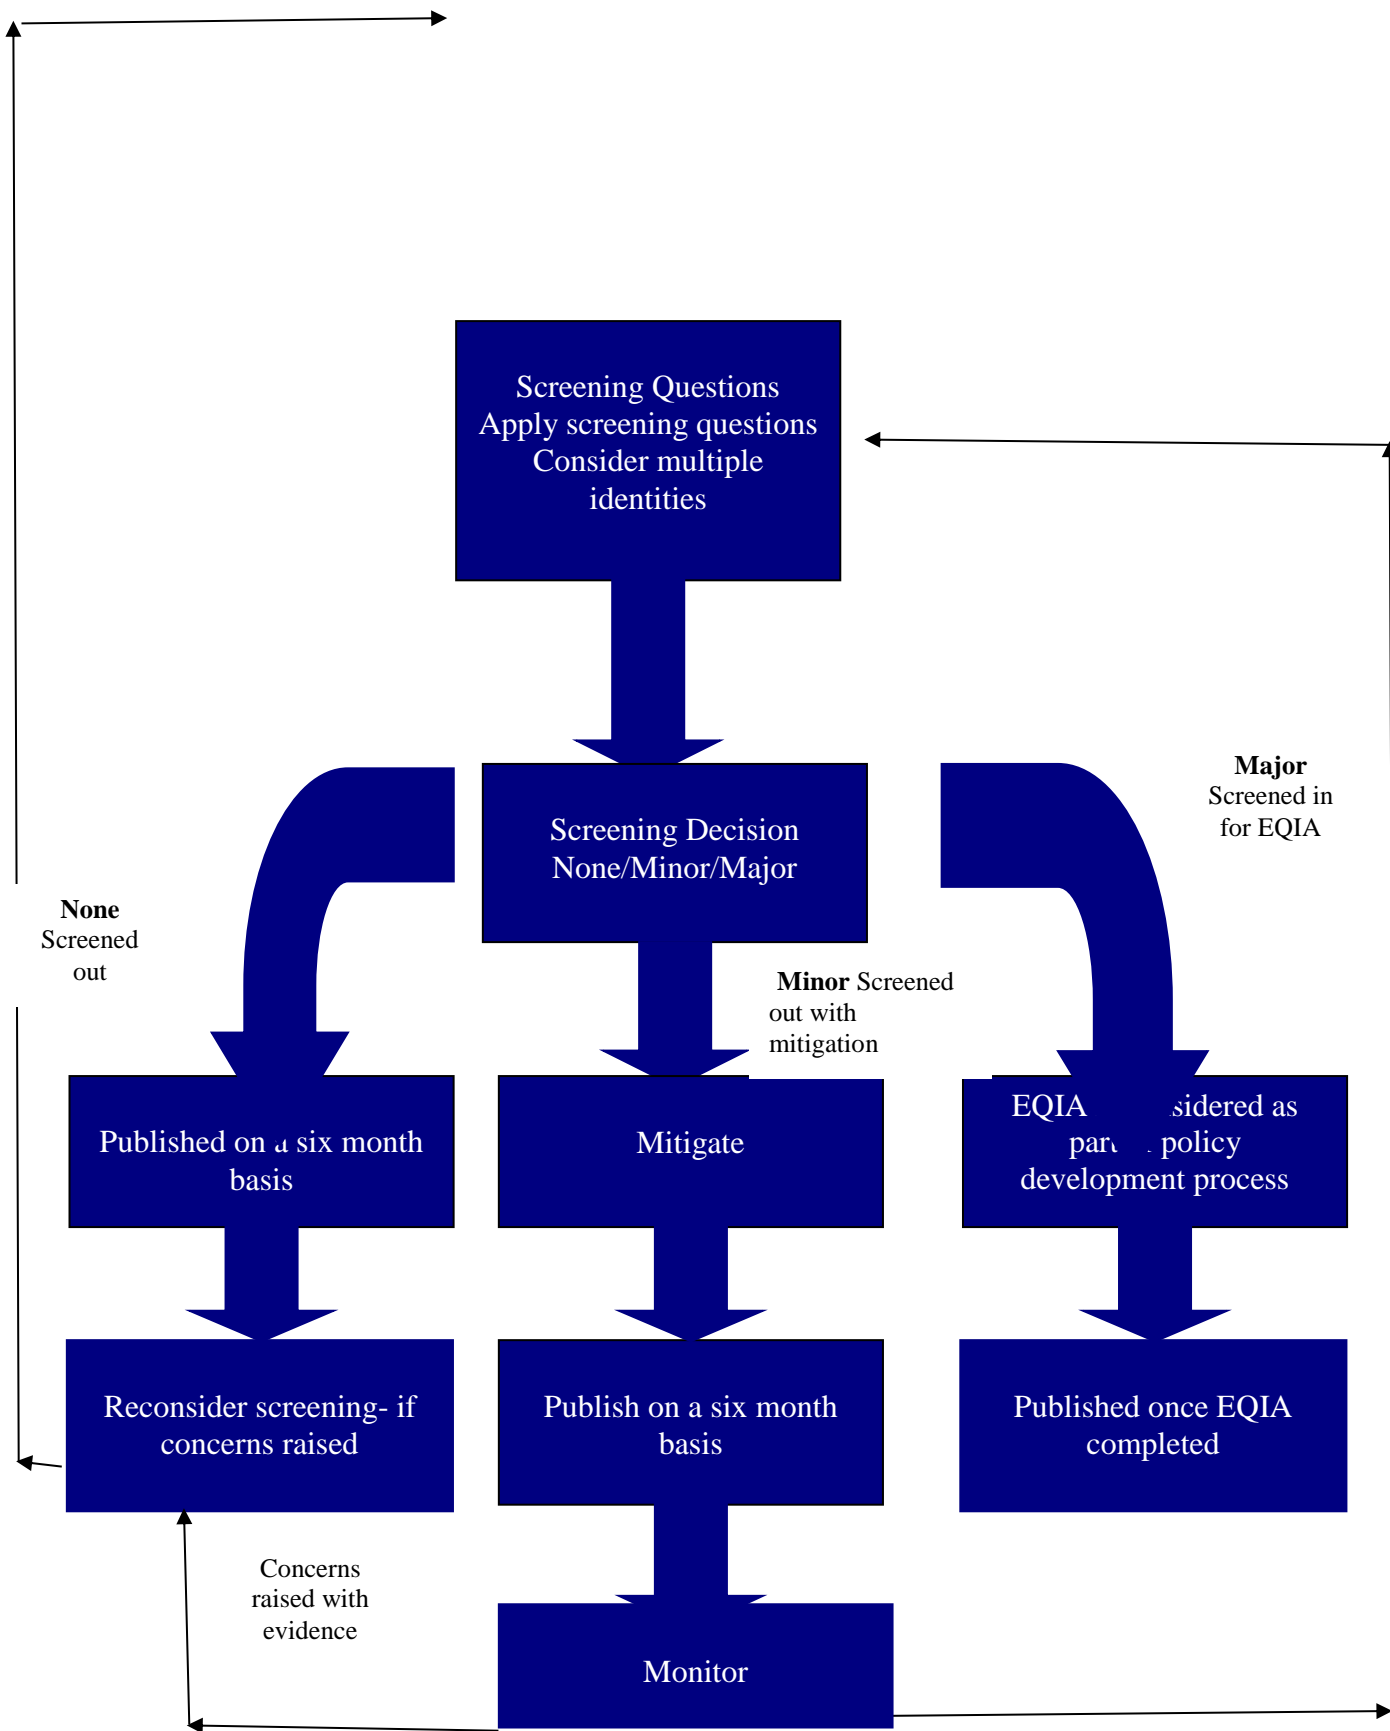 Screening Questions
Apply screening questions
Consider multiple
identities
Major
Screened in
for EQIA
Screening Decision
None/Minor/Major
None
Screened
out
Minor Screened
out with
mitigation
Published on a six month
basis
Mitigate
EQIA as
policy
development process
Reconsider screening- if
concerns raised
Publish on a six month
basis
Published once EQIA
completed
Concerns
raised with
evidence
Monitor